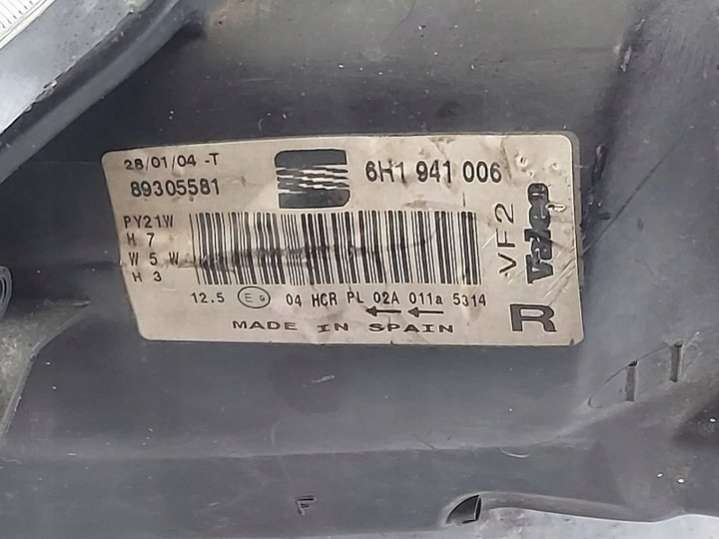 28/01/04 -T
89305581
6H1 941 006
PY21W
H 7
W 5 W
H 3
VF2
Valeo
12.5 E9 04 HCR PL 02A 011a 5314
R
MADE IN SPAIN
F